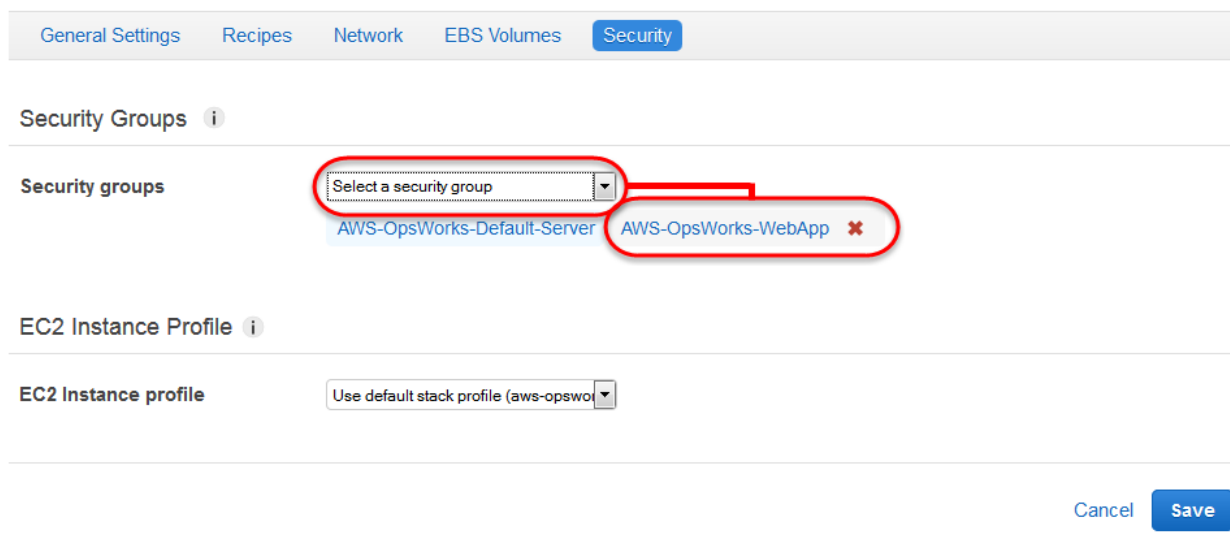 General Settings Recipes Network EBS Volumes Security
Security Groups i
Security groups Select a security group
AWS-OpsWorks-Default-Server AWS-OpsWorks-WebApp
EC2 Instance Profile i
EC2 Instance profile Use default stack profile (aws-opswor
Cancel Save